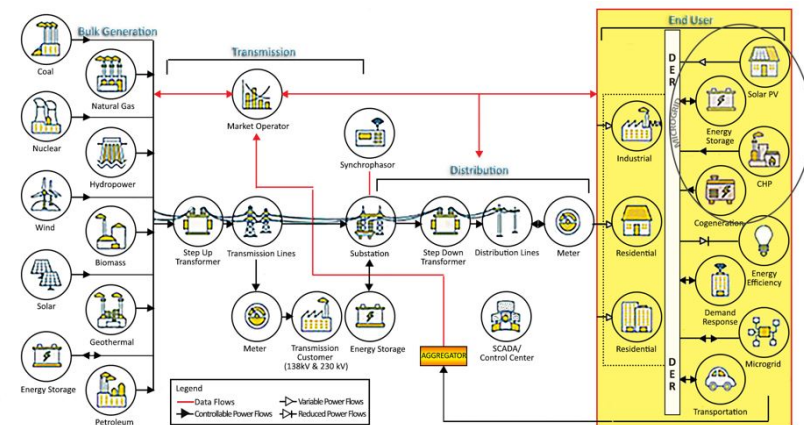 Bulk Generation
Coal
Natural Gas
Nuclear
Hydropower
Wind
Biomass
Solar
Geothermal
Energy Storage
Petroleum
Transmission
Market Operator
Synchrophasor
Distribution
Step Up
Transformer
Transmission Lines
Substation
Step Down
Transformer
Distribution Lines
Meter
Meter
Transmission
Customer
(138kV & 230 kV)
Energy Storage
SCADA/
Control Center
AGGREGATOR
Legend
Data Flows
Controllable Power Flows
Variable Power Flows
Reduced Power Flows
End User
Industrial
Residential
Residential
DER
DER
MICROGRID
Solar PV
Energy
Storage
CHP
Cogeneration
Energy
Efficiency
Demand
Response
Microgrid
Transportation